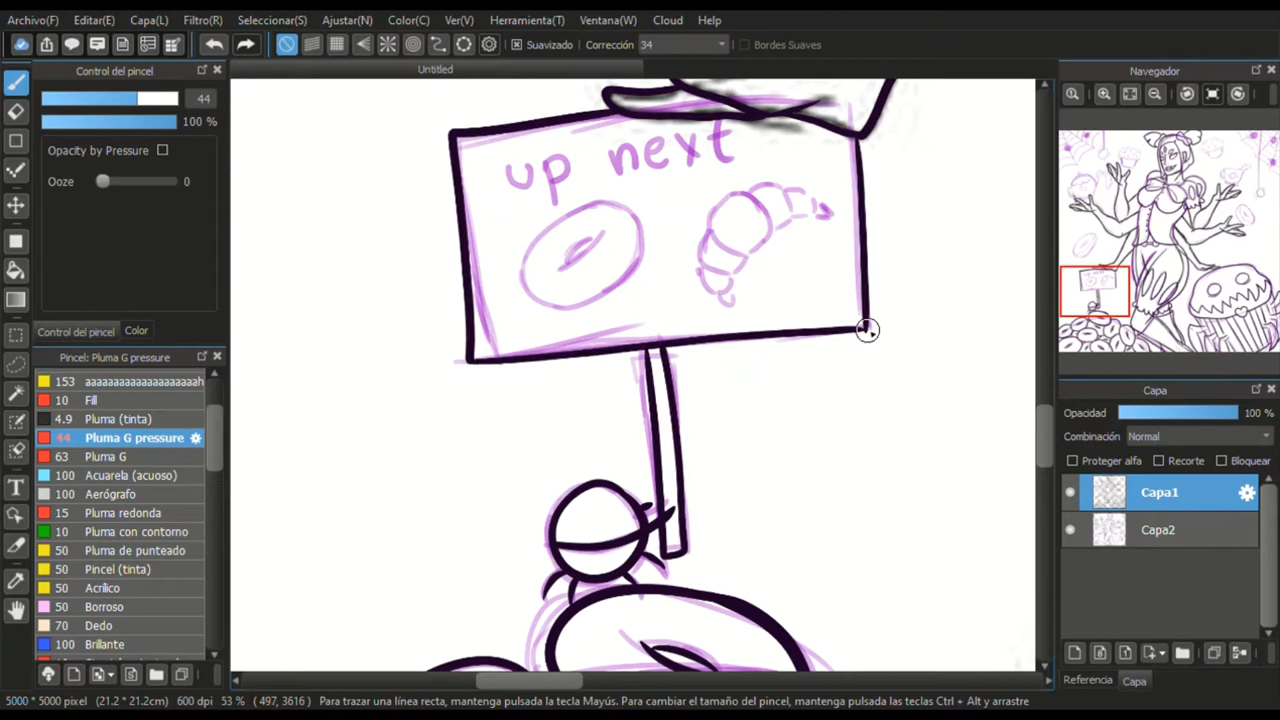 Archivo(F) Editar(E) Capa(L) Filtro(R) Seleccionar(S) Ajustar(N) Color(C) Ver(V) Herramienta(T) Ventana(W) Cloud Help
Suavizado Corrección 34 Bordes Suaves
Control del pincel
Untitled
Navegador
44
100 %
Opacity by Pressure
Ooze 0
Control del pincel Color
Pincel: Pluma G pressure
153 aaaaaaaaaaaaaaaaaaaah
10 Fill
4.9 Pluma (tinta)
44 Pluma G pressure
63 Pluma G
100 Acuarela (acuoso)
100 Aerógrafo
15 Pluma redonda
10 Pluma con contorno
50 Pluma de punteado
50 Pincel (tinta)
50 Acrílico
50 Borroso
70 Dedo
100 Brillante
up next
Capa
Opacidad 100 %
Combinación Normal
Proteger alfa Recorte Bloquear
Capa1
Capa2
Referencia Capa
5000 * 5000 pixel (21.2 * 21.2cm) 600 dpi 53 % ( 497, 3616 ) Para trazar una línea recta, mantenga pulsada la tecla Mayús. Para cambiar el tamaño del pincel, mantenga pulsadas las teclas Ctrl + Alt y arrastre